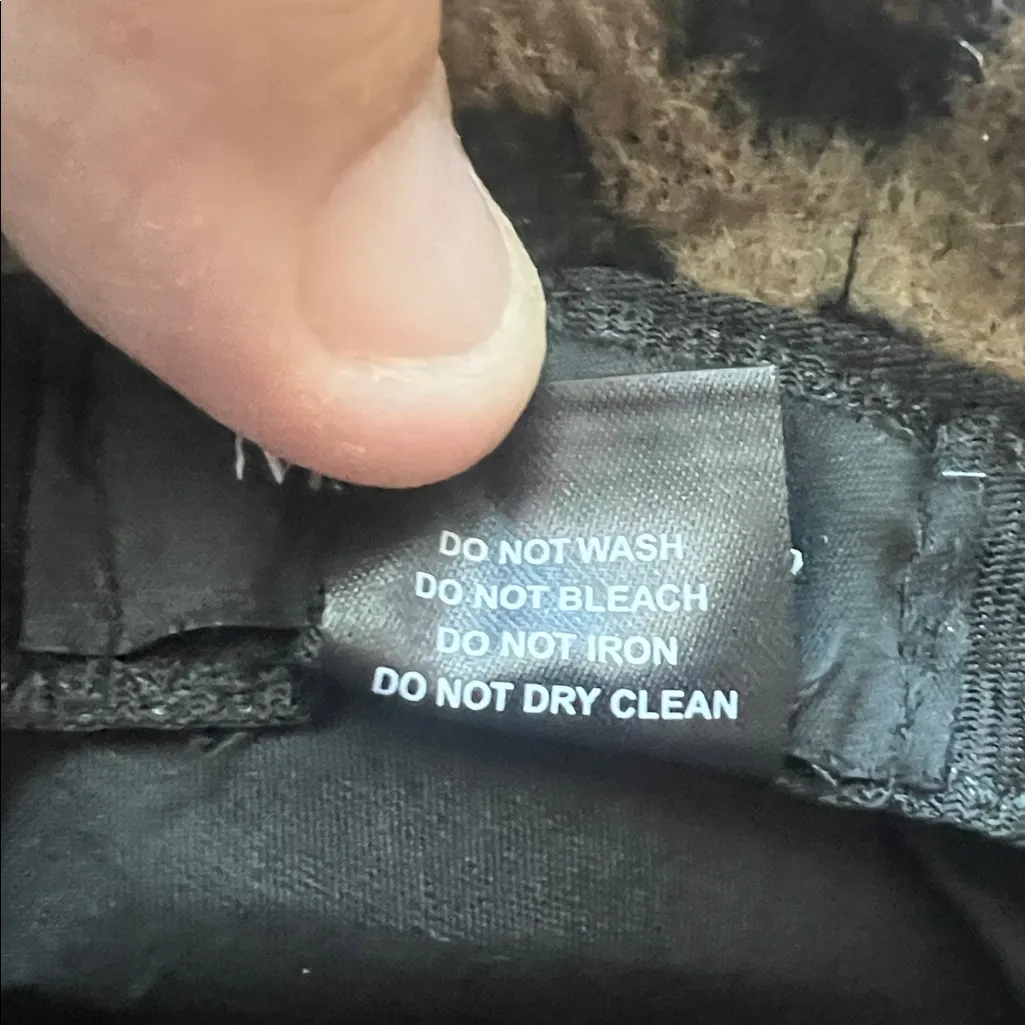 DO NOT WASH
DO NOT BLEACH
DO NOT IRON
DO NOT DRY CLEAN